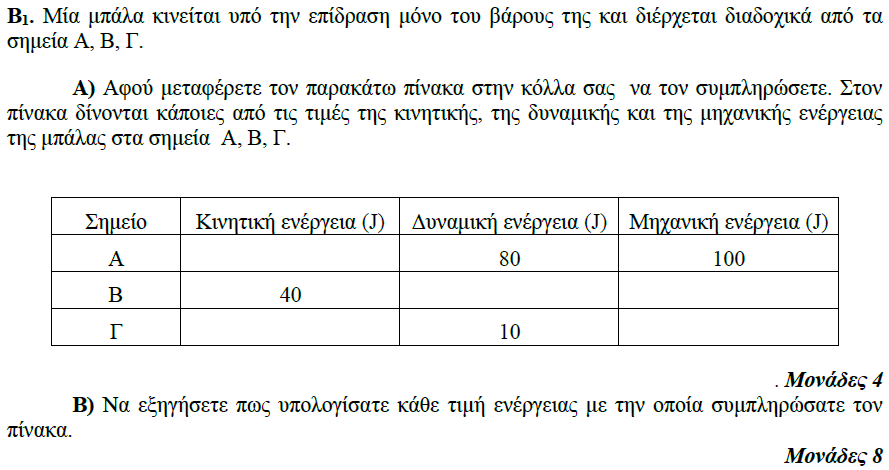 Β1. Μία μπάλα κινείται υπό την επίδραση μόνο του βάρους της και διέρχεται διαδοχικά από τα
σημεία Α, Β, Γ.
Α) Αφού μεταφέρετε τον παρακάτω πίνακα στην κόλλα σας να τον συμπληρώσετε. Στον
πίνακα δίνονται κάποιες από τις τιμές της κινητικής, της δυναμικής και της μηχανικής ενέργειας
της μπάλας στα σημεία Α, Β, Γ.
Σημείο Κινητική ενέργεια (J) Δυναμική ενέργεια (J) Μηχανική ενέργεια (J)
Α 80 100
Β 40
Γ 10
. Μονάδες 4
Β) Να εξηγήσετε πως υπολογίσατε κάθε τιμή ενέργειας με την οποία συμπληρώσατε τον
πίνακα.
Μονάδες 8